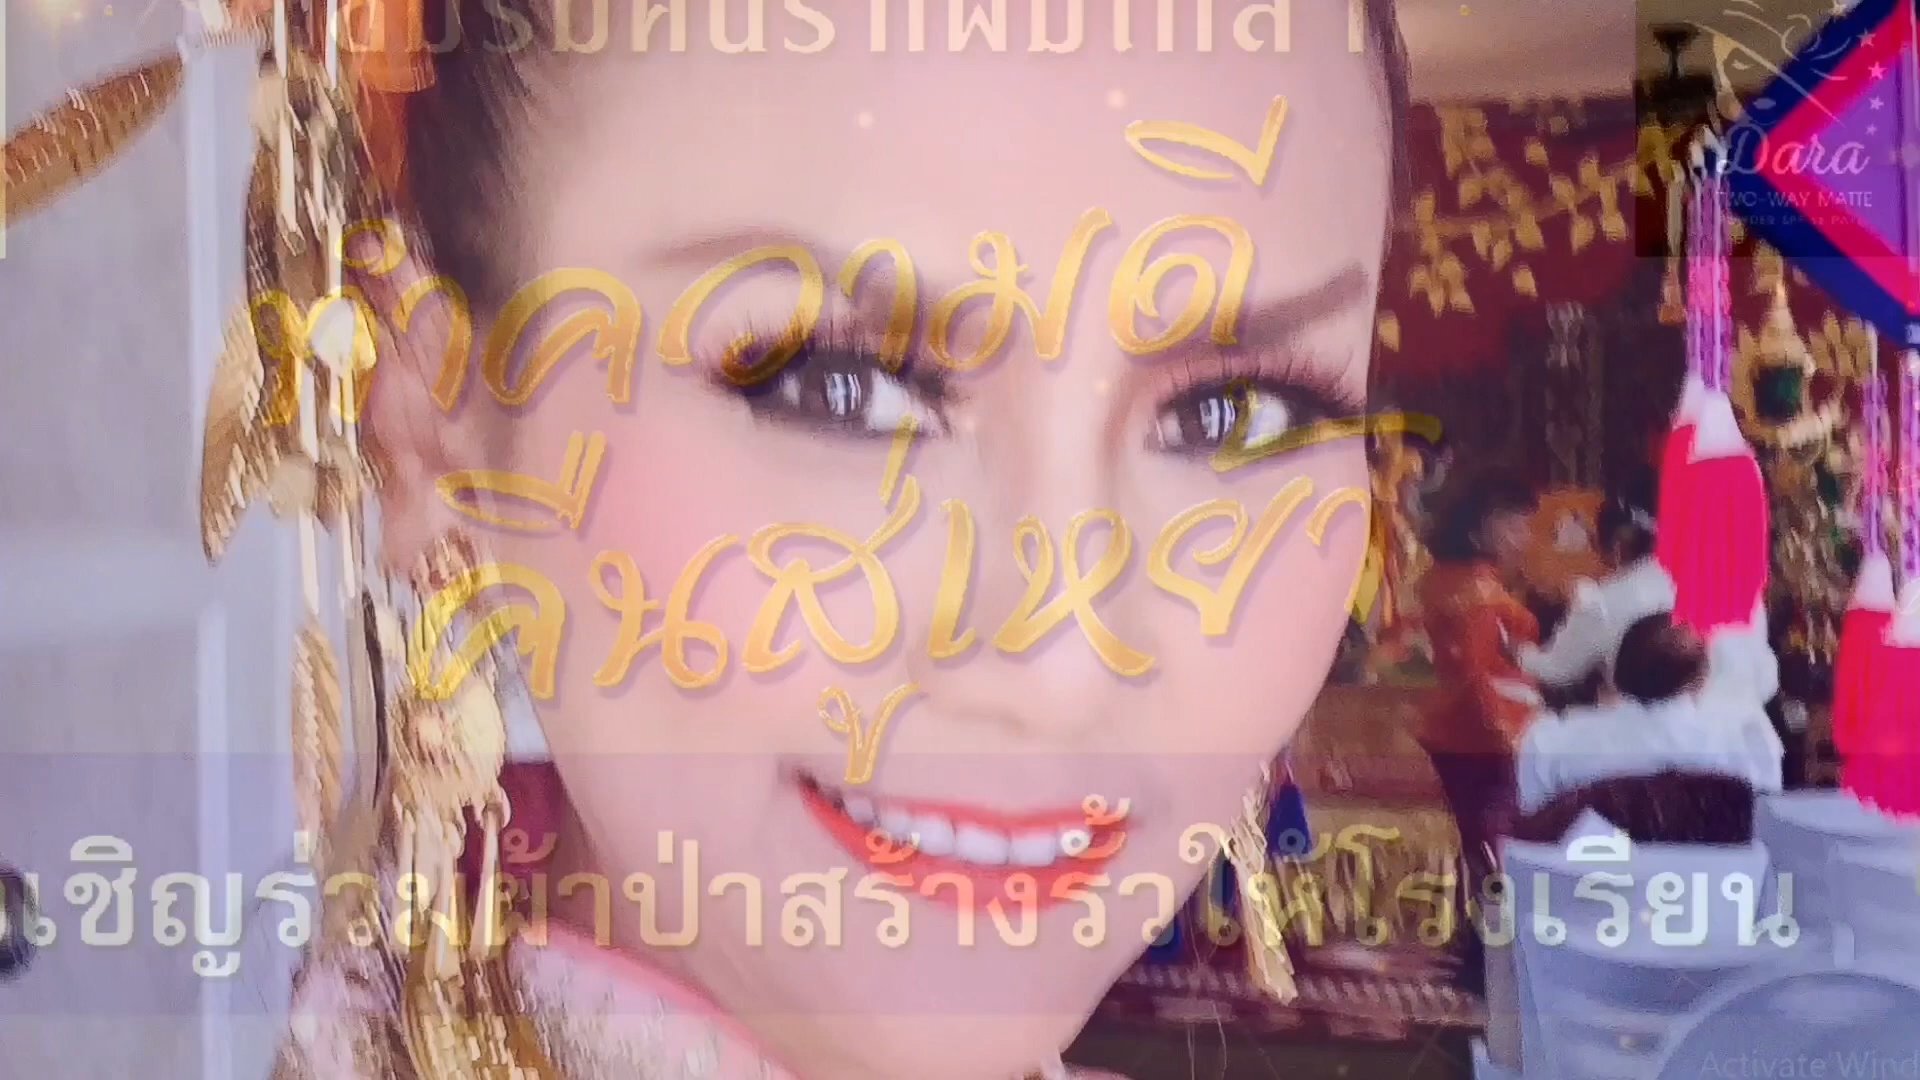 Dara
TWO-WAY MATTE
ทำความดี
คืนสู่เหย้า
เชิญร่วมผ้าป่าสร้างรั้วให้โรงเรียน
Activate Wind